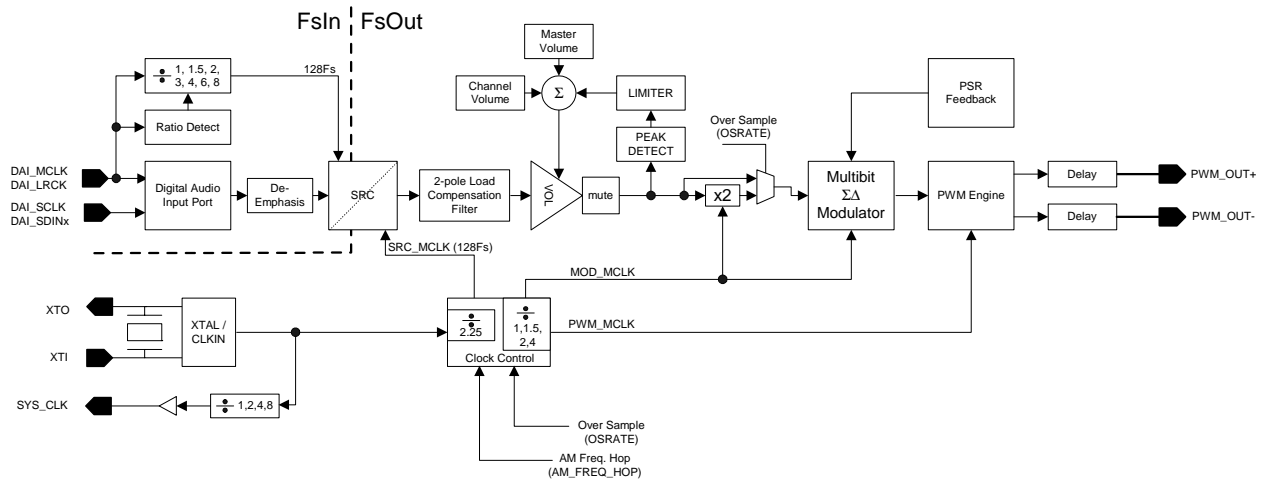 FsIn
FsOut
÷ 1, 1.5, 2,
3, 4, 6, 8
128Fs
Ratio Detect
DAI_MCLK
DAI_LRCK
DAI_SCLK
DAI_SDINx
Digital Audio
Input Port
De-
Emphasis
SRC
2-pole Load
Compensation
Filter
Master
Volume
Channel
Volume
Σ
LIMITER
PEAK
DETECT
VOL
mute
x2
Over Sample
(OSRATE)
PSR
Feedback
Multibit
ΣΔ
Modulator
PWM Engine
Delay
Delay
PWM_OUT+
PWM_OUT-
SRC_MCLK (128Fs)
MOD_MCLK
PWM_MCLK
XTO
XTI
XTAL /
CLKIN
÷
2.25
÷
1,1.5,
2,4
Clock Control
SYS_CLK
÷ 1,2,4,8
Over Sample
(OSRATE)
AM Freq. Hop
(AM_FREQ_HOP)